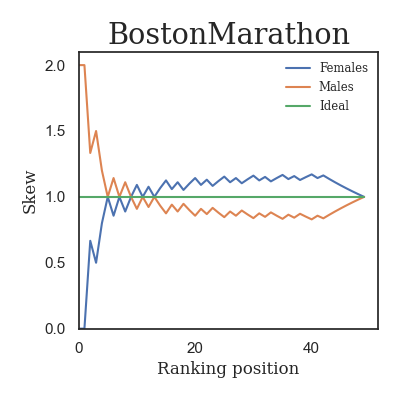 BostonMarathon
Females
Males
Ideal
2.0
1.5
1.0
0.5
0.0
Skew
0 20 40
Ranking position